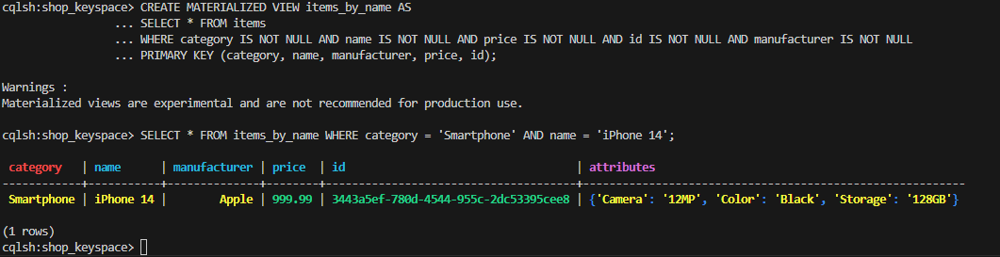 cqlsh:shop_keyspace> CREATE MATERIALIZED VIEW items_by_name AS
... SELECT * FROM items
... WHERE category IS NOT NULL AND name IS NOT NULL AND price IS NOT NULL AND id IS NOT NULL AND manufacturer IS NOT NULL
... PRIMARY KEY (category, name, manufacturer, price, id);
Warnings :
Materialized views are experimental and are not recommended for production use.
cqlsh:shop_keyspace> SELECT * FROM items_by_name WHERE category = 'Smartphone' AND name = 'iPhone 14';
category | name | manufacturer | price | id | attributes
------------+-----------+--------------+--------+--------------------------------------+----------------------------------------------------------
Smartphone | iPhone 14 | Apple | 999.99 | 3443a5ef-780d-4544-955c-2dc53395cee8 | {'Camera': '12MP', 'Color': 'Black', 'Storage': '128GB'}
(1 rows)
cqlsh:shop_keyspace>